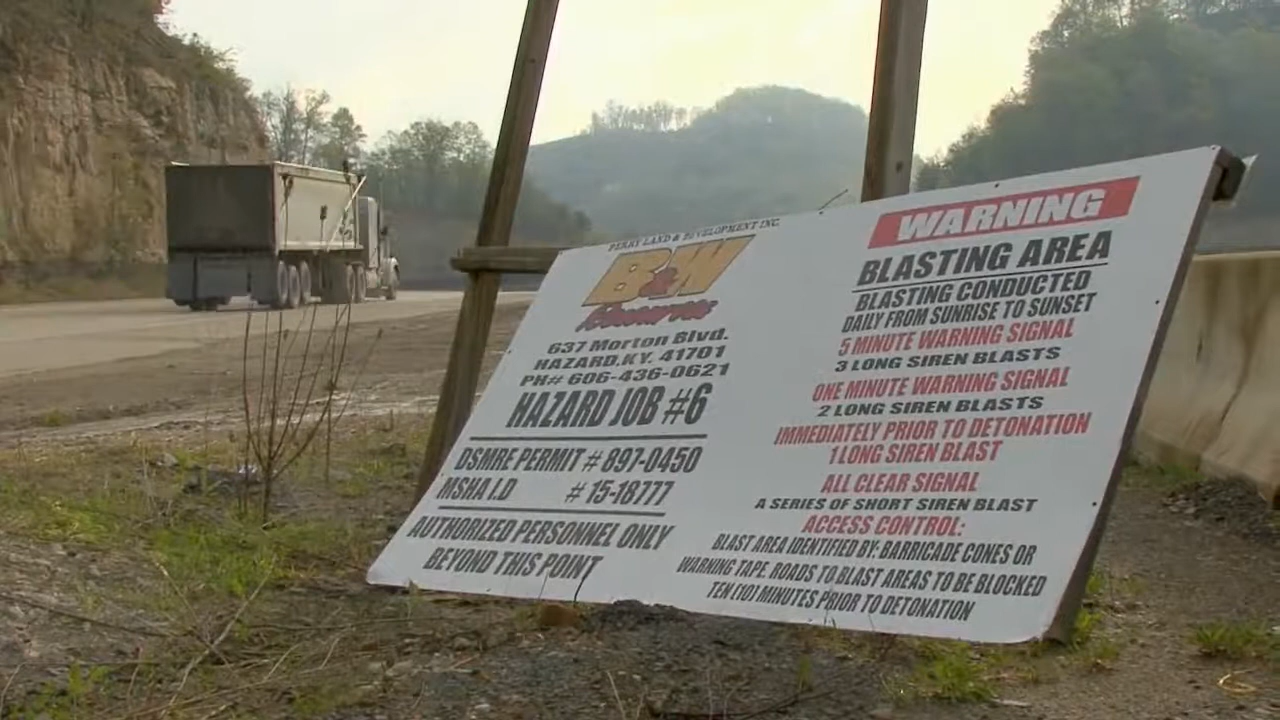 PERRY LAND & DEVELOPMENT INC.
B&W
Resources
637 Morton Blvd.
HAZARD, KY. 41701
PH# 606-436-0621
HAZARD JOB #6
DSMRE PERMIT # 897-0450
MSHA I.D # 15-18777
AUTHORIZED PERSONNEL ONLY
BEYOND THIS POINT
WARNING
BLASTING AREA
BLASTING CONDUCTED
DAILY FROM SUNRISE TO SUNSET
5 MINUTE WARNING SIGNAL
3 LONG SIREN BLASTS
ONE MINUTE WARNING SIGNAL
2 LONG SIREN BLASTS
IMMEDIATELY PRIOR TO DETONATION
1 LONG SIREN BLAST
ALL CLEAR SIGNAL
A SERIES OF SHORT SIREN BLAST
ACCESS CONTROL:
BLAST AREA IDENTIFIED BY: BARRICADE CONES OR
WARNING TAPE. ROADS TO BLAST AREAS TO BE BLOCKED
TEN (10) MINUTES PRIOR TO DETONATION